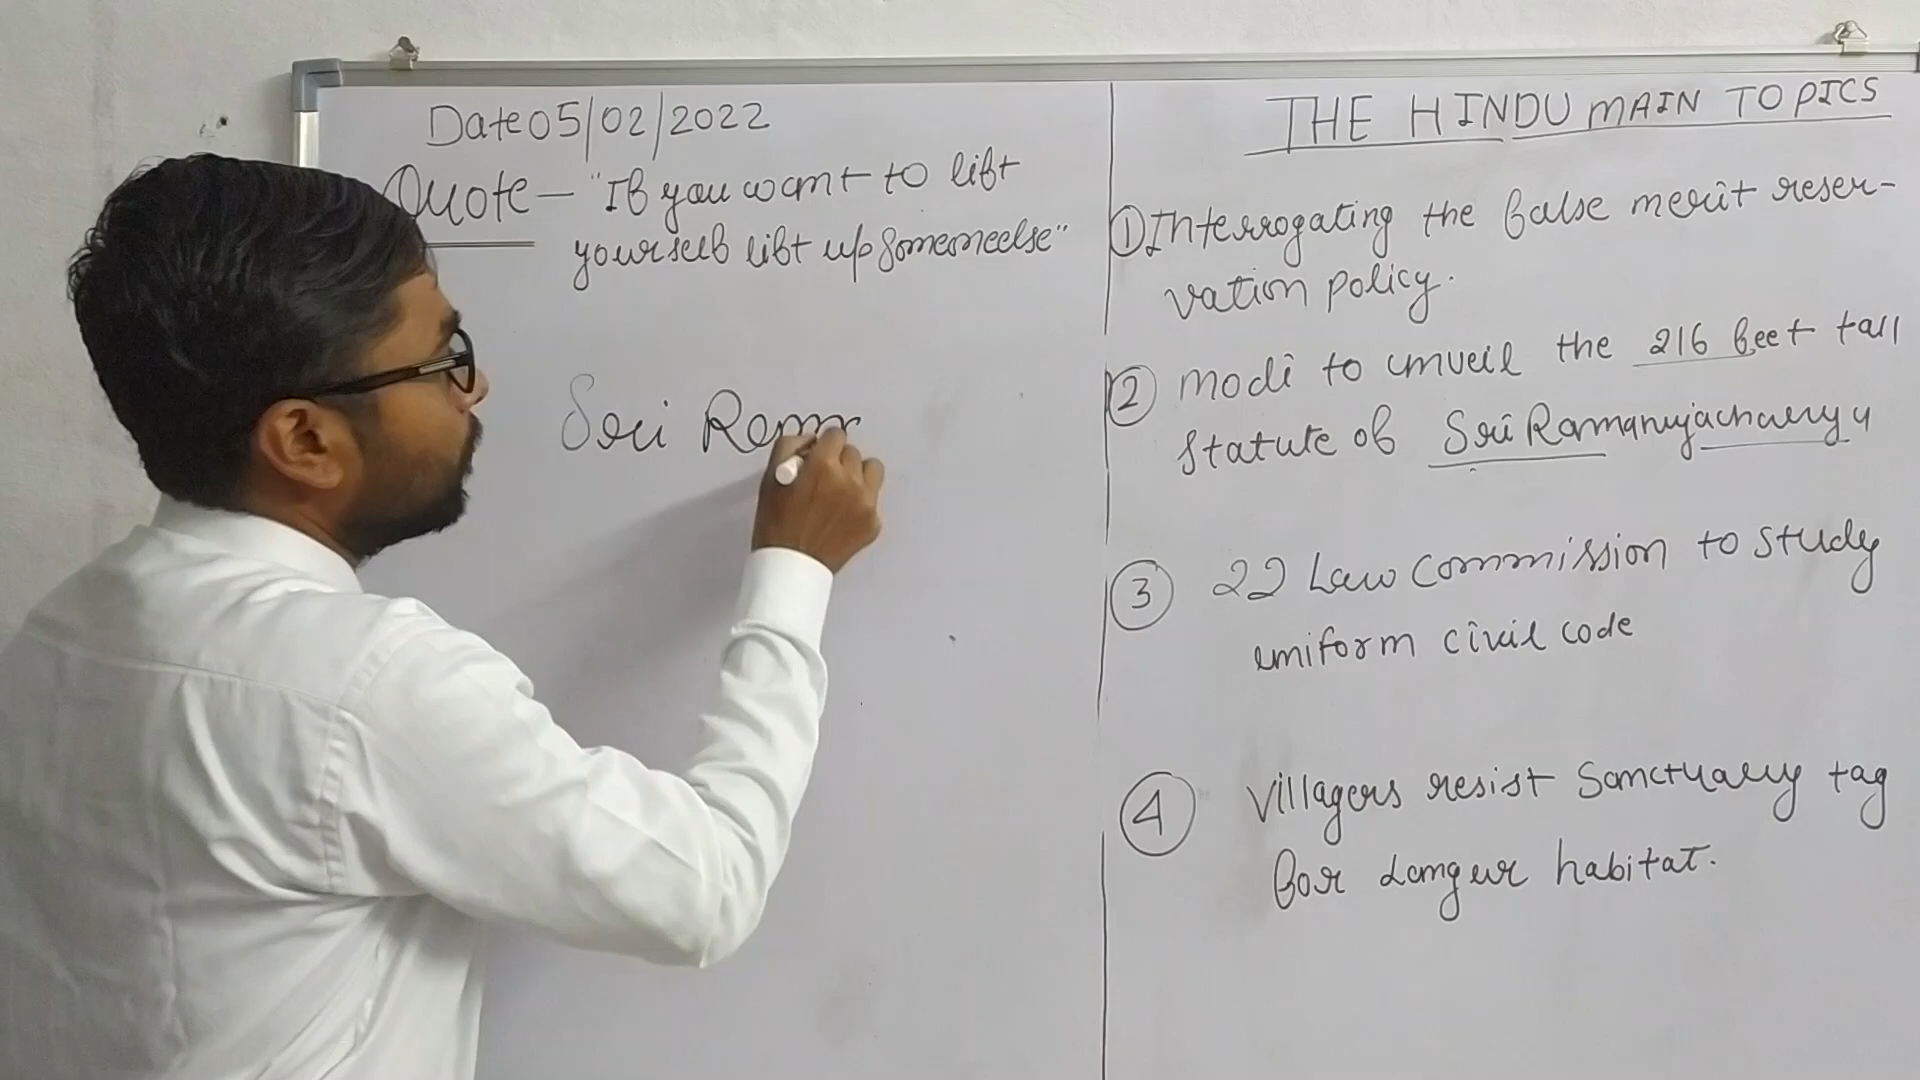 Date 05/02/2022
Quote - "If you want to lift
yourself lift up someone else"
Sri Ram
THE HINDU MAIN TOPICS
① Interrogating the false merit reser-
vation policy.
② Modi to unveil the 216 feet tall
Statute of Sri Ramanujacharyy
③ 22 Law Commission to study
uniform civil code
④ Villagers resist Sanctuary tag
for Langur habitat.